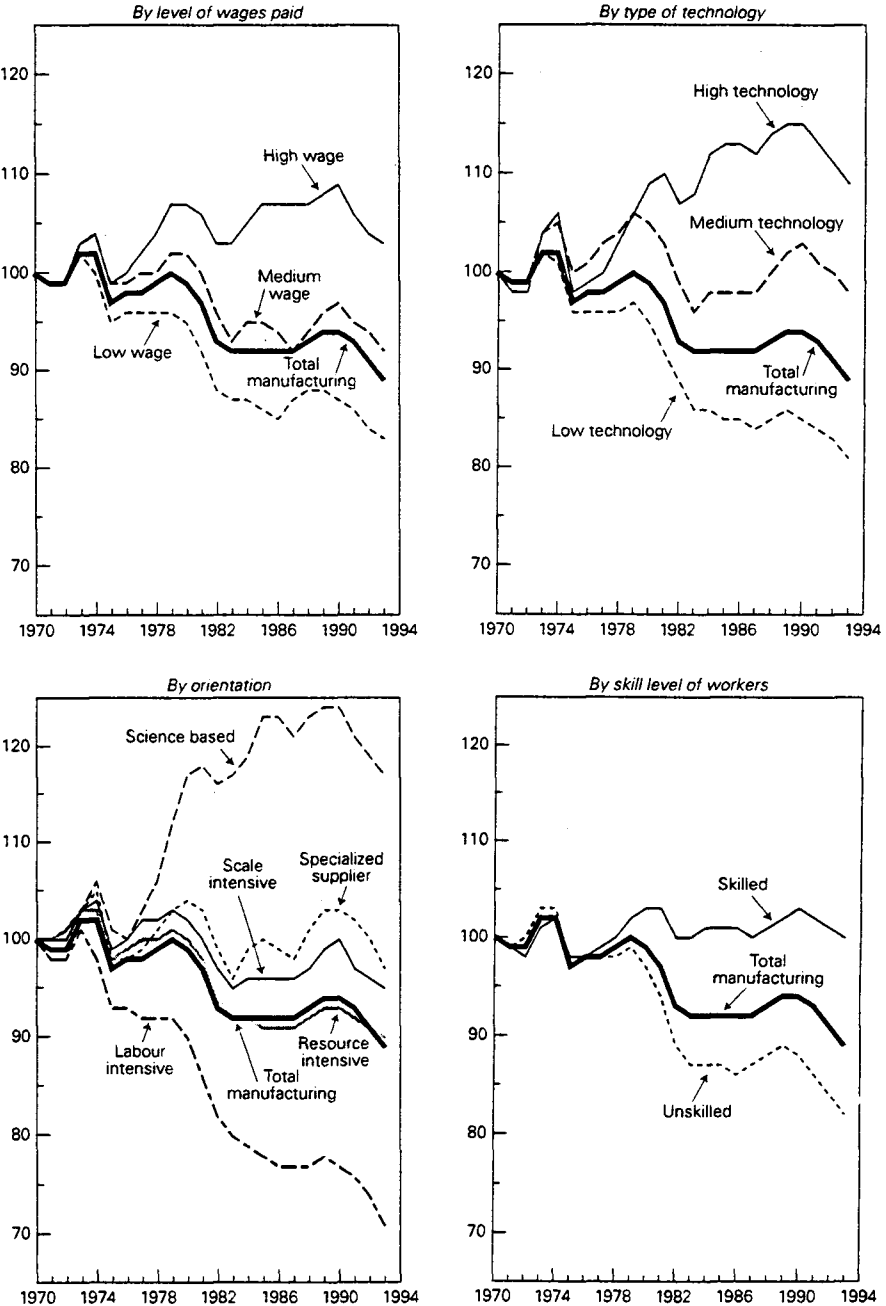 By level of wages paid
120
110
100
90
80
70
High wage
Medium
wage
Low wage
Total
manufacturing
1970 1974 1978 1982 1986 1990 1994
By type of technology
120
110
100
90
80
70
High technology
Medium technology
Total
manufacturing
Low technology
1970 1974 1978 1982 1986 1990 1994
By orientation
120
110
100
90
80
70
Science based
Scale
intensive
Specialized
supplier
Labour
intensive
Total
manufacturing
Resource
intensive
1970 1974 1978 1982 1986 1990 1994
By skill level of workers
120
110
100
90
80
70
Skilled
Total
manufacturing
Unskilled
1970 1974 1978 1982 1986 1990 1994